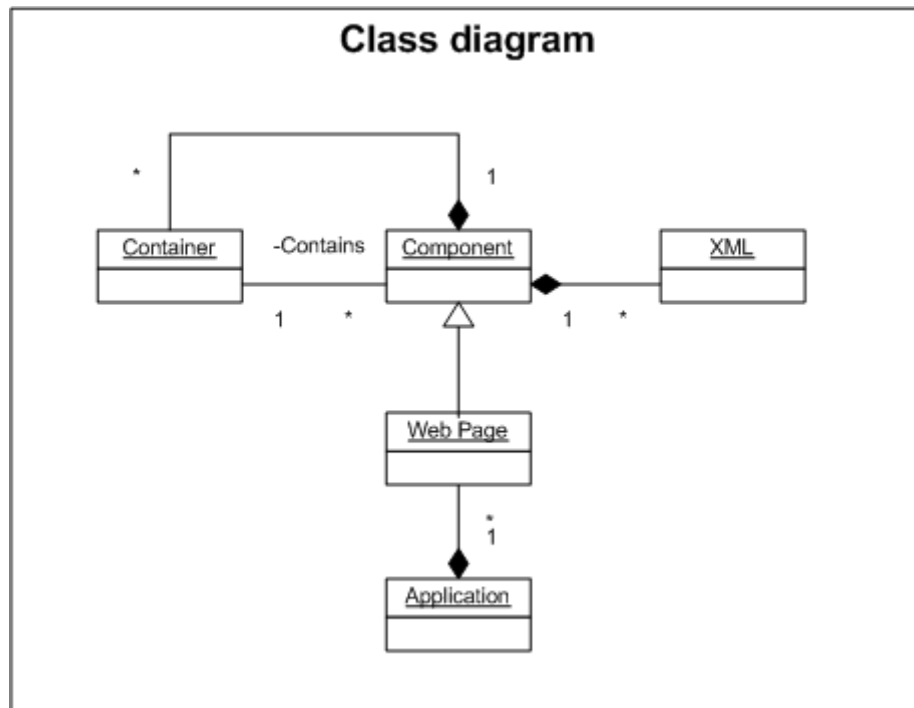 Class diagram
* 1
Container -Contains Component XML
1 * 1 *
Web Page
*
1
Application